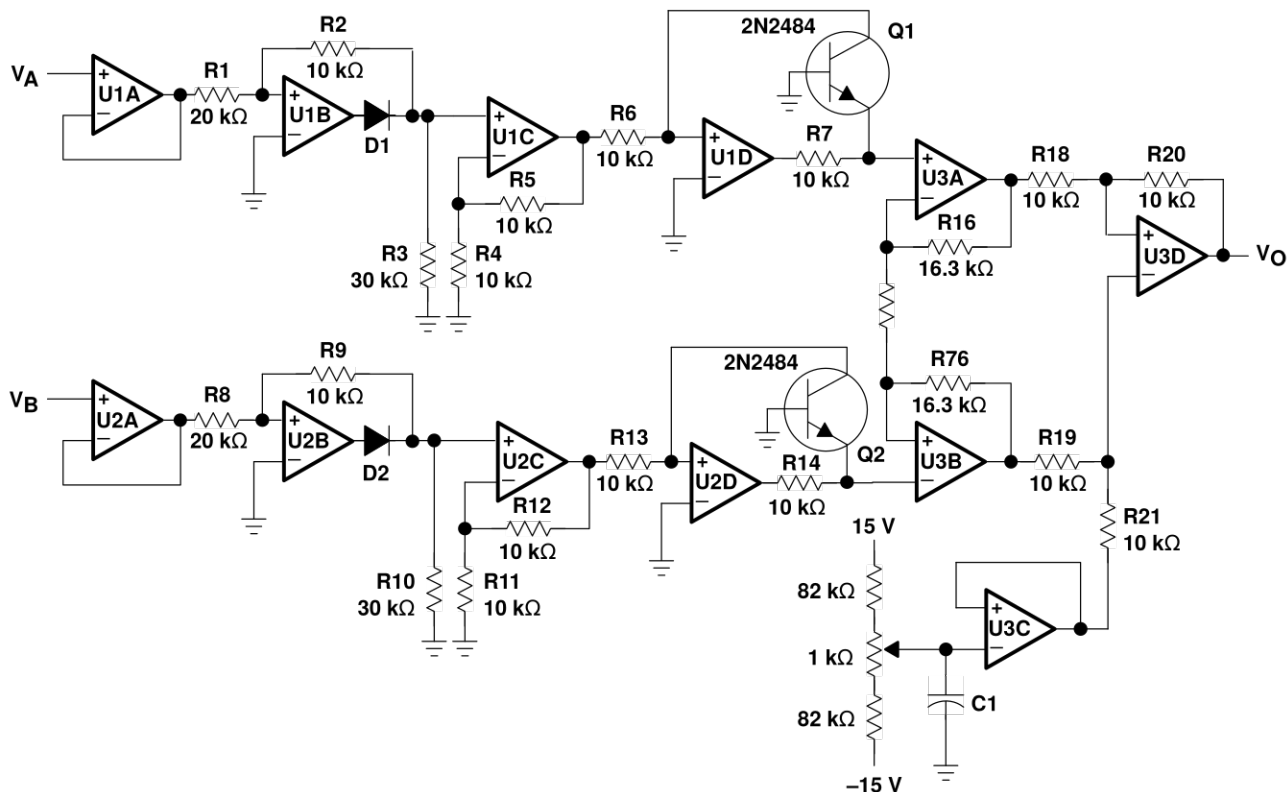 2N2484
Q1
R2
10 kΩ
R1
20 kΩ
VA
+
−
U1A
+
−
U1B
D1
+
−
U1C
R6
10 kΩ
R5
10 kΩ
R3
30 kΩ
R4
10 kΩ
+
−
U1D
R7
10 kΩ
+
−
U3A
R16
16.3 kΩ
R18
10 kΩ
R20
10 kΩ
+
−
U3D
VO
VB
+
−
U2A
R8
20 kΩ
R9
10 kΩ
+
−
U2B
D2
+
−
U2C
R13
10 kΩ
R12
10 kΩ
R10
30 kΩ
R11
10 kΩ
2N2484
Q2
+
−
U2D
R14
10 kΩ
R76
16.3 kΩ
+
−
U3B
R19
10 kΩ
R21
10 kΩ
15 V
82 kΩ
1 kΩ
82 kΩ
–15 V
C1
+
−
U3C